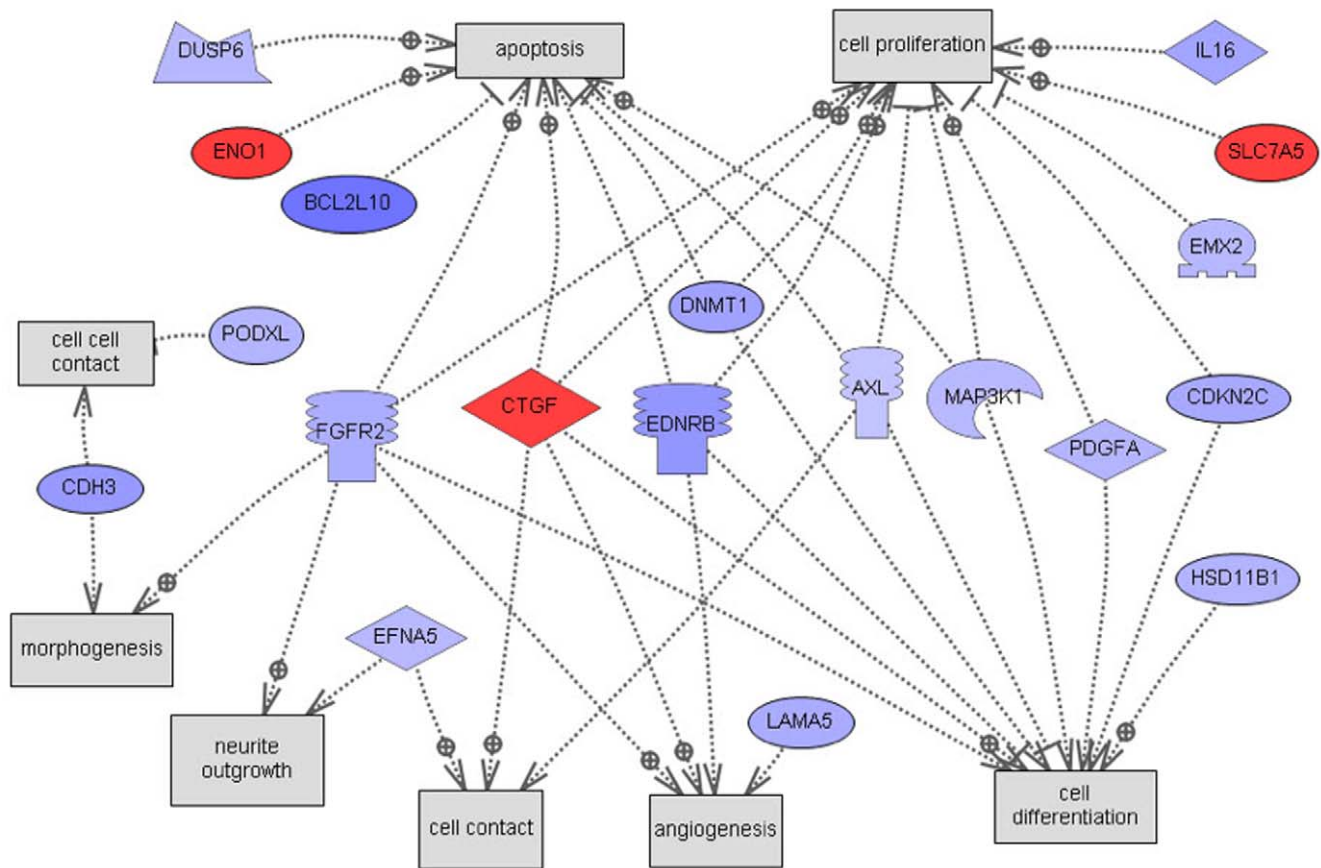 DUSP6
apoptosis
cell proliferation
IL16
ENO1
SLC7A5
BCL2L10
EMX2
DNMT1
PODXL
cell cell
contact
AXL
MAP3K1
CDKN2C
FGFR2
CTGF
EDNRB
PDGFA
CDH3
HSD11B1
EFNA5
morphogenesis
LAMA5
neurite
outgrowth
cell contact
angiogenesis
cell
differentiation